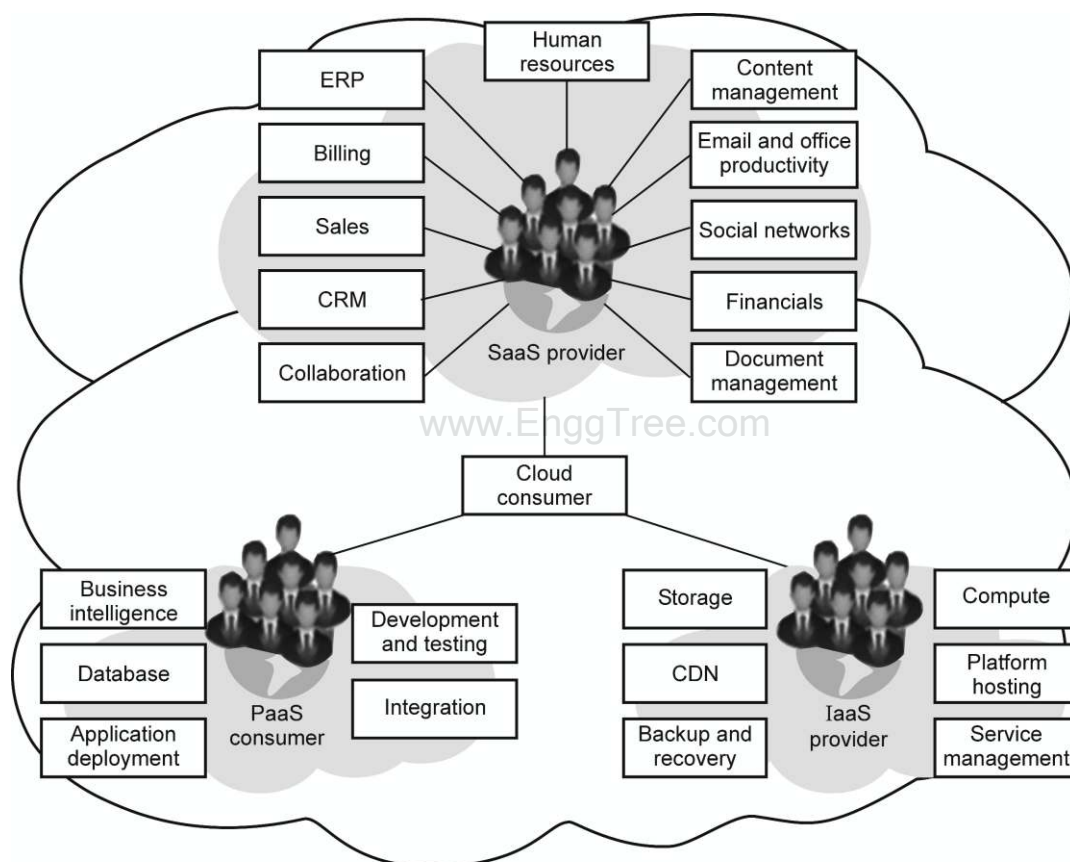 Human
resources
ERP
Content
management
Billing
Email and office
productivity
Sales
Social networks
CRM
Financials
SaaS provider
Collaboration
Document
management
www.EnggTree.com
Cloud
consumer
Business
intelligence
Development
and testing
Storage
Compute
Database
CDN
Platform
hosting
PaaS
consumer
Integration
IaaS
provider
Application
deployment
Backup and
recovery
Service
management